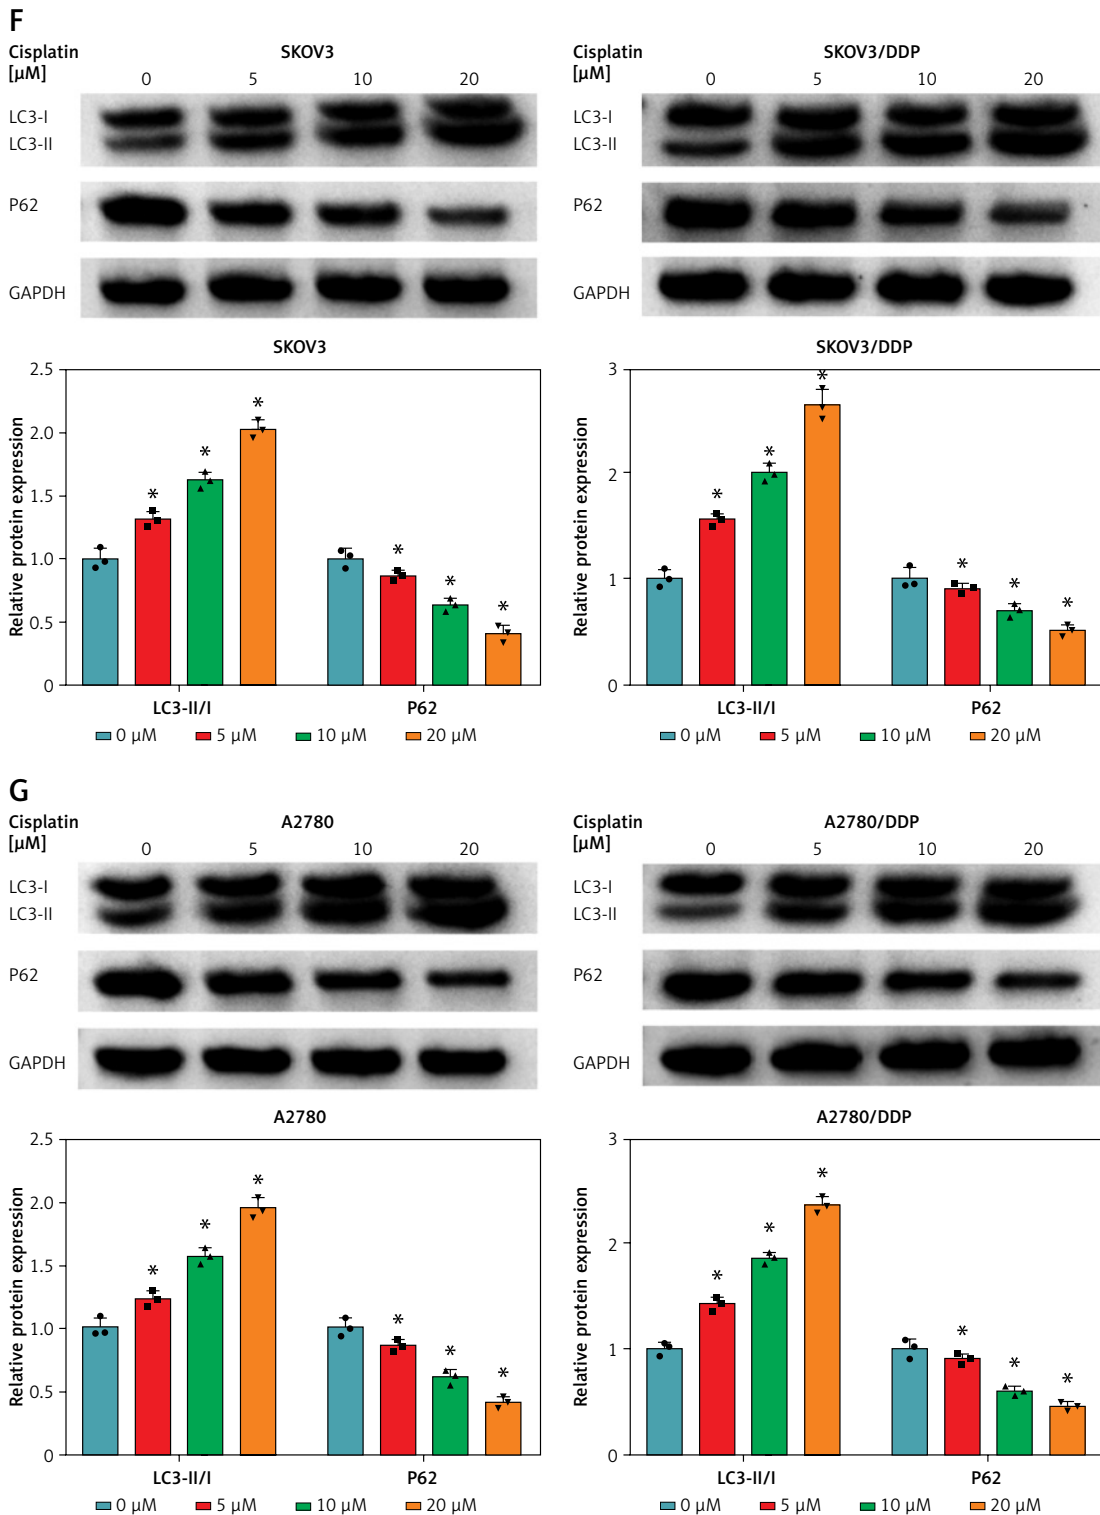 F
Cisplatin [µM]
SKOV3
0 5 10 20
LC3-I
LC3-II
P62
GAPDH
Cisplatin [µM]
SKOV3/DDP
0 5 10 20
LC3-I
LC3-II
P62
GAPDH
SKOV3
Relative protein expression
2.5
2.0
1.5
1.0
0.5
0
* * * * * *
LC3-II/I P62
0 µM 5 µM 10 µM 20 µM
SKOV3/DDP
Relative protein expression
3
2
1
0
* * * * * *
LC3-II/I P62
0 µM 5 µM 10 µM 20 µM
G
Cisplatin [µM]
A2780
0 5 10 20
LC3-I
LC3-II
P62
GAPDH
Cisplatin [µM]
A2780/DDP
0 5 10 20
LC3-I
LC3-II
P62
GAPDH
A2780
Relative protein expression
2.5
2.0
1.5
1.0
0.5
0
* * * * * *
LC3-II/I P62
0 µM 5 µM 10 µM 20 µM
A2780/DDP
Relative protein expression
3
2
1
0
* * * * * *
LC3-II/I P62
0 µM 5 µM 10 µM 20 µM